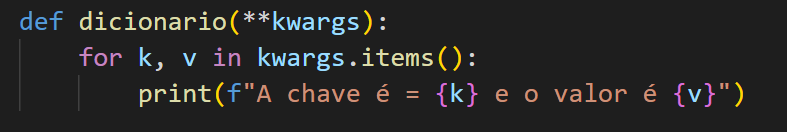 def dicionario(**kwargs):
    for k, v in kwargs.items():
        print(f"A chave é = {k} e o valor é {v}")